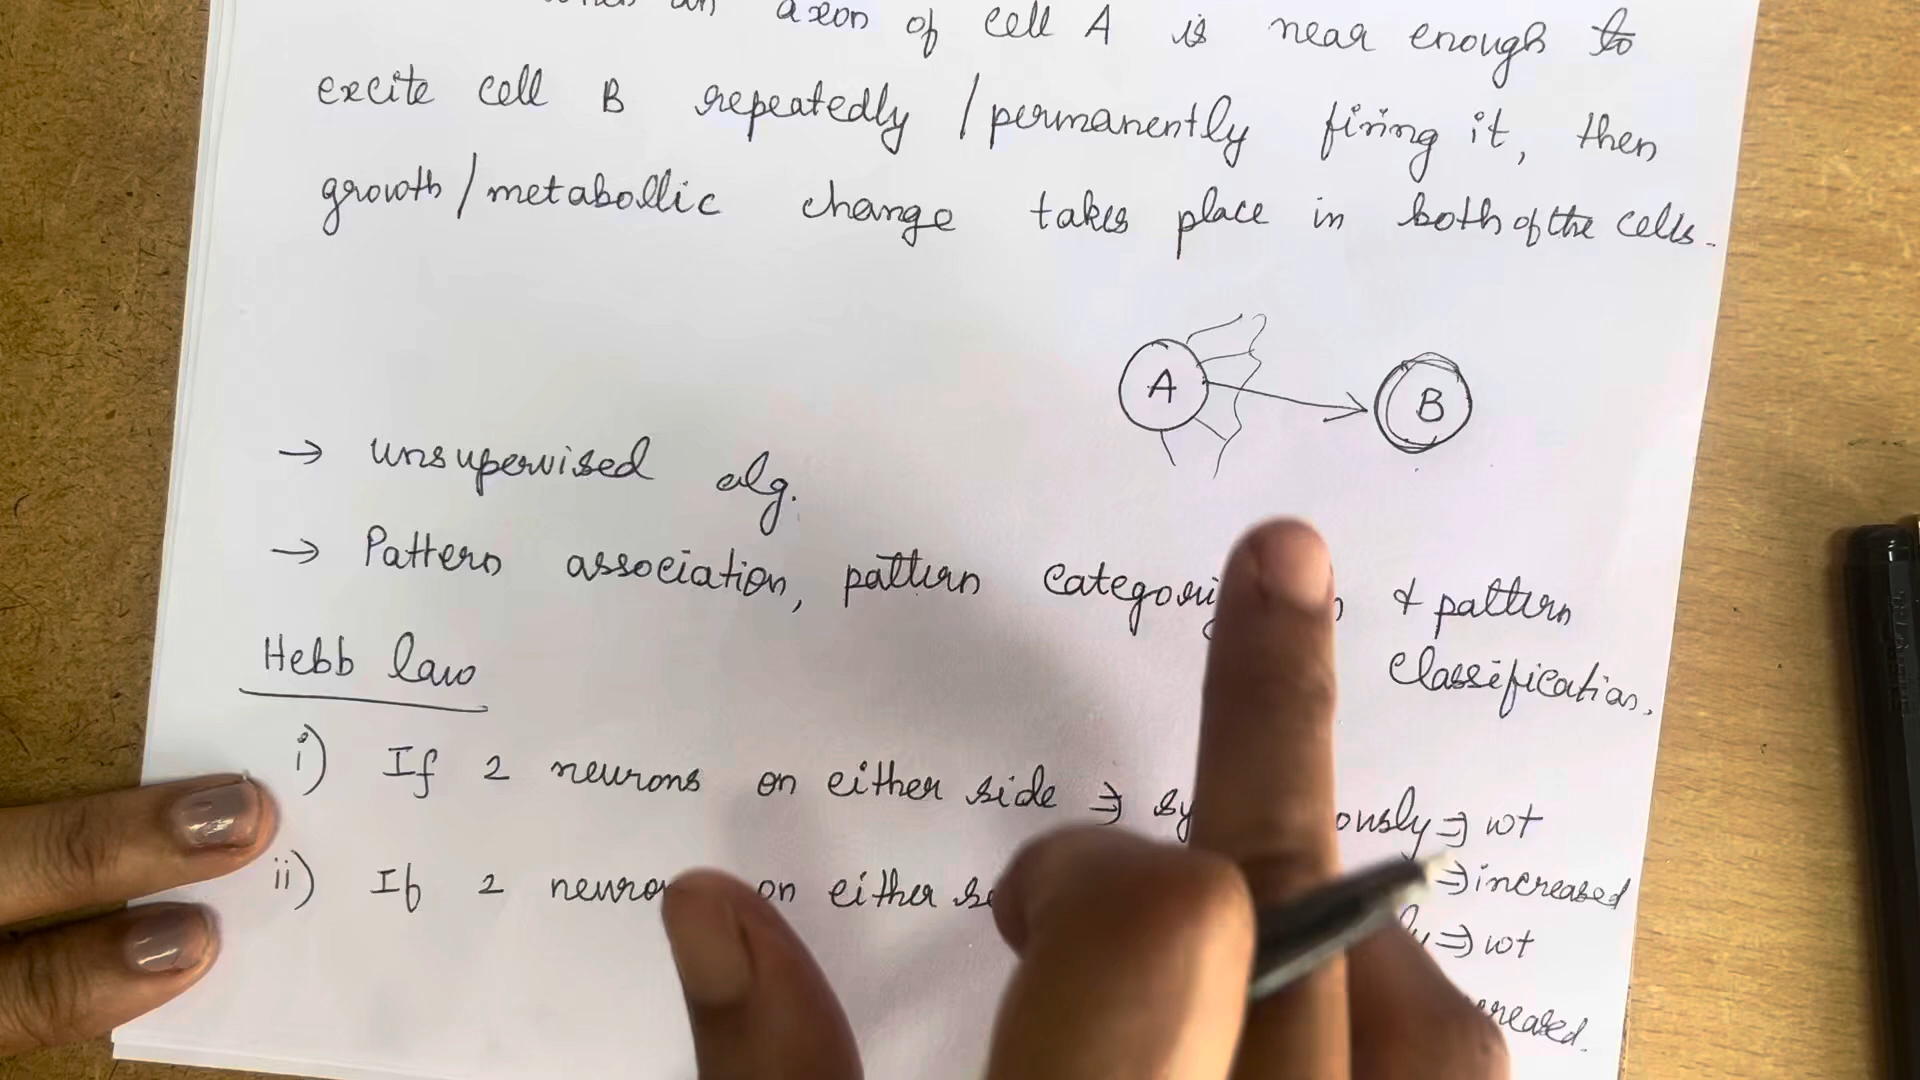 an axon of cell A is near enough to
excite cell B repeatedly / permanently firing it, then
growth / metabollic change takes place in both of the cells.
A
B
→ unsupervised alg.
→ Pattern association, pattern & pattern
classification.
Hebb law
i) If 2 neurons on either side ⇒ ⇒ wt
⇒ increased
ii) If 2 on either ⇒ wt